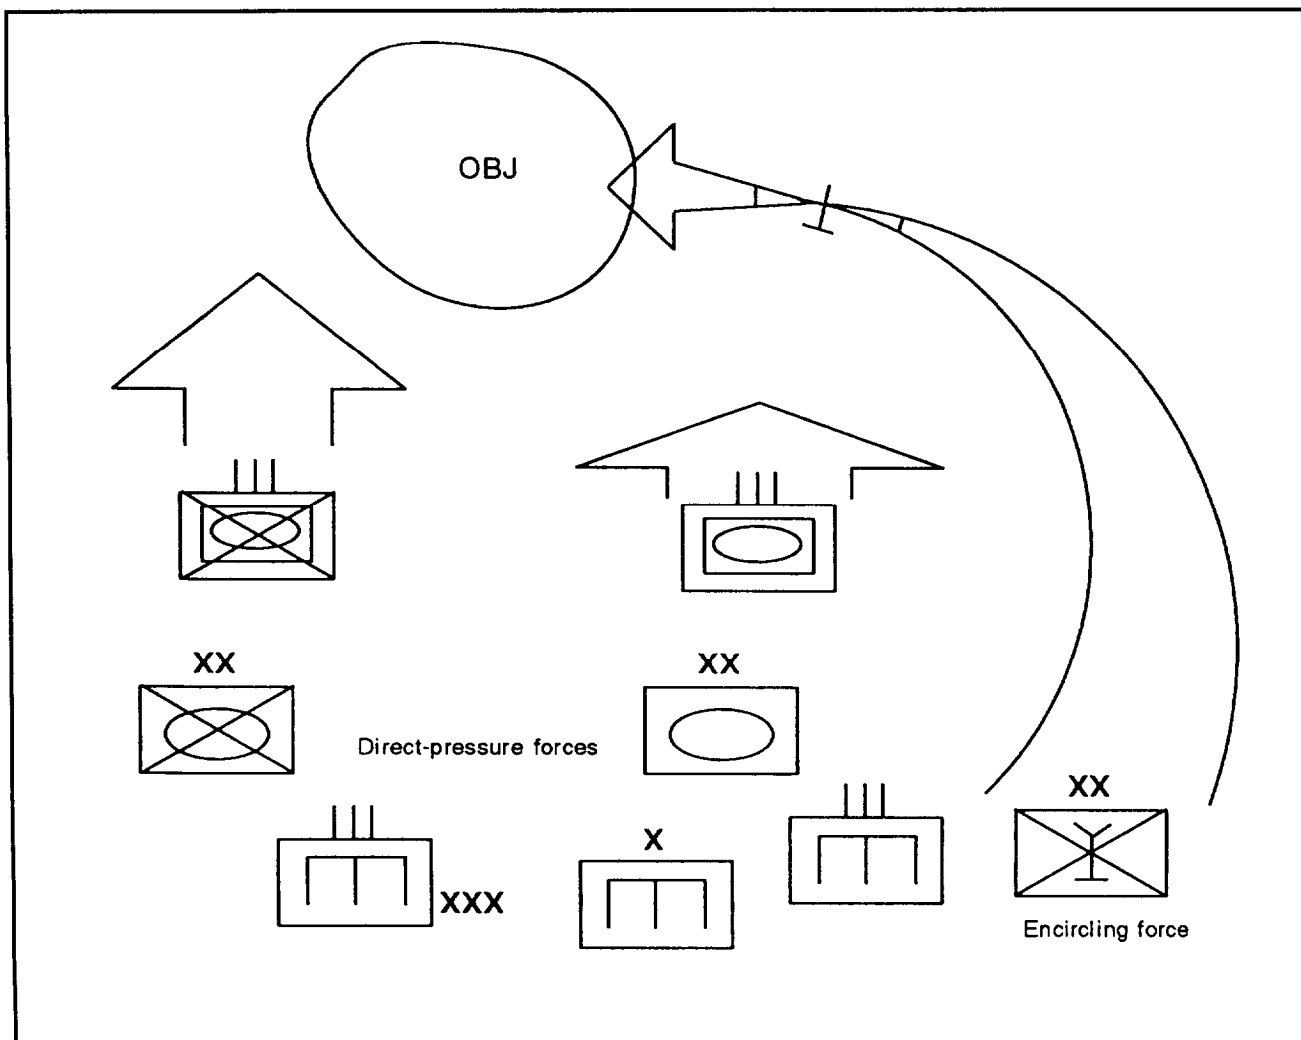 OBJ
XX
XX
Direct-pressure forces
XX
X
XXX
Encircling force